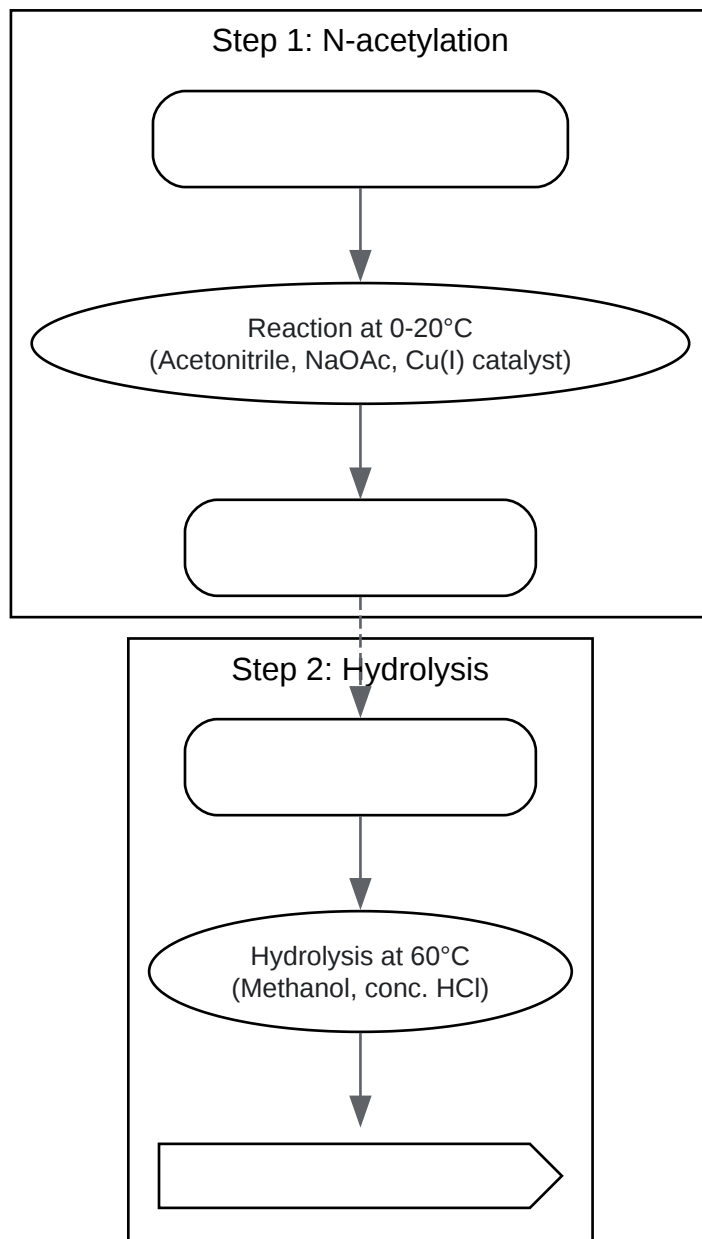 Step 1: N-acetylation
Reaction at 0-20°C
(Acetonitrile, NaOAc, Cu(I) catalyst)
Step 2: Hydrolysis
Hydrolysis at 60°C
(Methanol, conc. HCl)